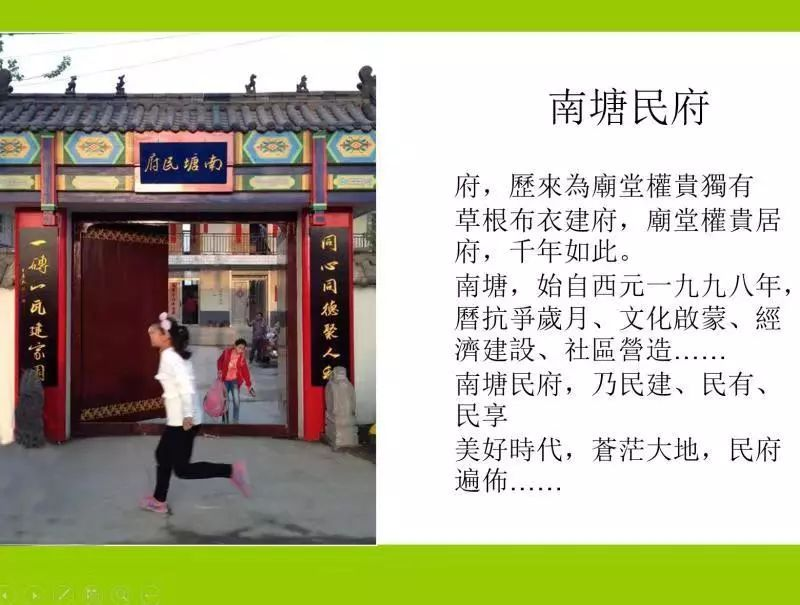 南塘民府
同心同德聚人
一磚一瓦建家園
南塘民府
府，歷來為廟堂權貴獨有
草根布衣建府，廟堂權貴居
府，千年如此。
南塘，始自西元一九九八年，
曆抗爭歲月、文化啟蒙、經
濟建設、社區營造……
南塘民府，乃民建、民有、
民享
美好時代，蒼茫大地，民府
遍佈……